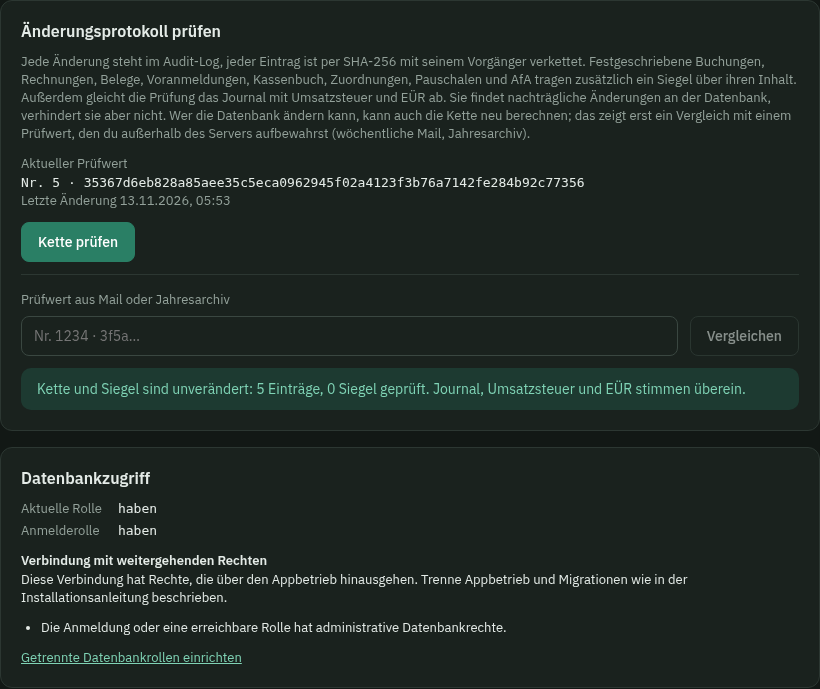 Änderungsprotokoll prüfen
Jede Änderung steht im Audit-Log, jeder Eintrag ist per SHA-256 mit seinem Vorgänger verkettet. Festgeschriebene Buchungen,
Rechnungen, Belege, Voranmeldungen, Kassenbuch, Zuordnungen, Pauschalen und AfA tragen zusätzlich ein Siegel über ihren Inhalt.
Außerdem gleicht die Prüfung das Journal mit Umsatzsteuer und EÜR ab. Sie findet nachträgliche Änderungen an der Datenbank,
verhindert sie aber nicht. Wer die Datenbank ändern kann, kann auch die Kette neu berechnen; das zeigt erst ein Vergleich mit einem
Prüfwert, den du außerhalb des Servers aufbewahrst (wöchentliche Mail, Jahresarchiv).
Aktueller Prüfwert
Nr. 5 · 35367d6eb828a85aee35c5eca0962945f02a4123f3b76a7142fe284b92c77356
Letzte Änderung 13.11.2026, 05:53
Kette prüfen
Prüfwert aus Mail oder Jahresarchiv
Nr. 1234 · 3f5a…
Vergleichen
Kette und Siegel sind unverändert: 5 Einträge, 0 Siegel geprüft. Journal, Umsatzsteuer und EÜR stimmen überein.
Datenbankzugriff
Aktuelle Rolle haben
Anmelderolle haben
Verbindung mit weitergehenden Rechten
Diese Verbindung hat Rechte, die über den Appbetrieb hinausgehen. Trenne Appbetrieb und Migrationen wie in der
Installationsanleitung beschrieben.
• Die Anmeldung oder eine erreichbare Rolle hat administrative Datenbankrechte.
Getrennte Datenbankrollen einrichten